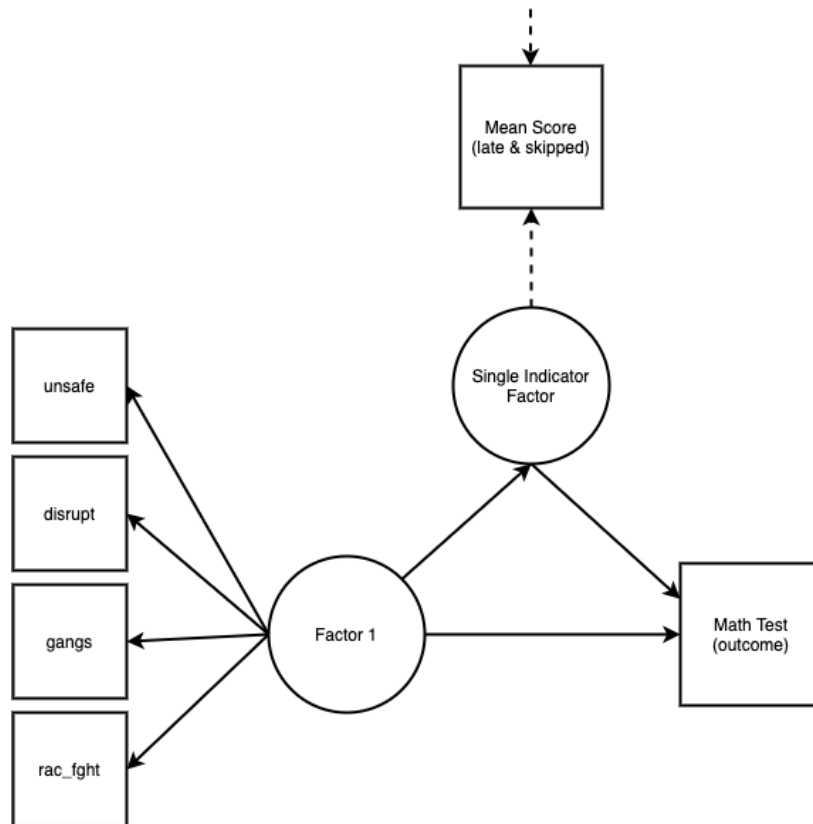 Mean Score
(late & skipped)
Single Indicator
Factor
unsafe
disrupt
gangs
rac_fght
Factor 1
Math Test
(outcome)